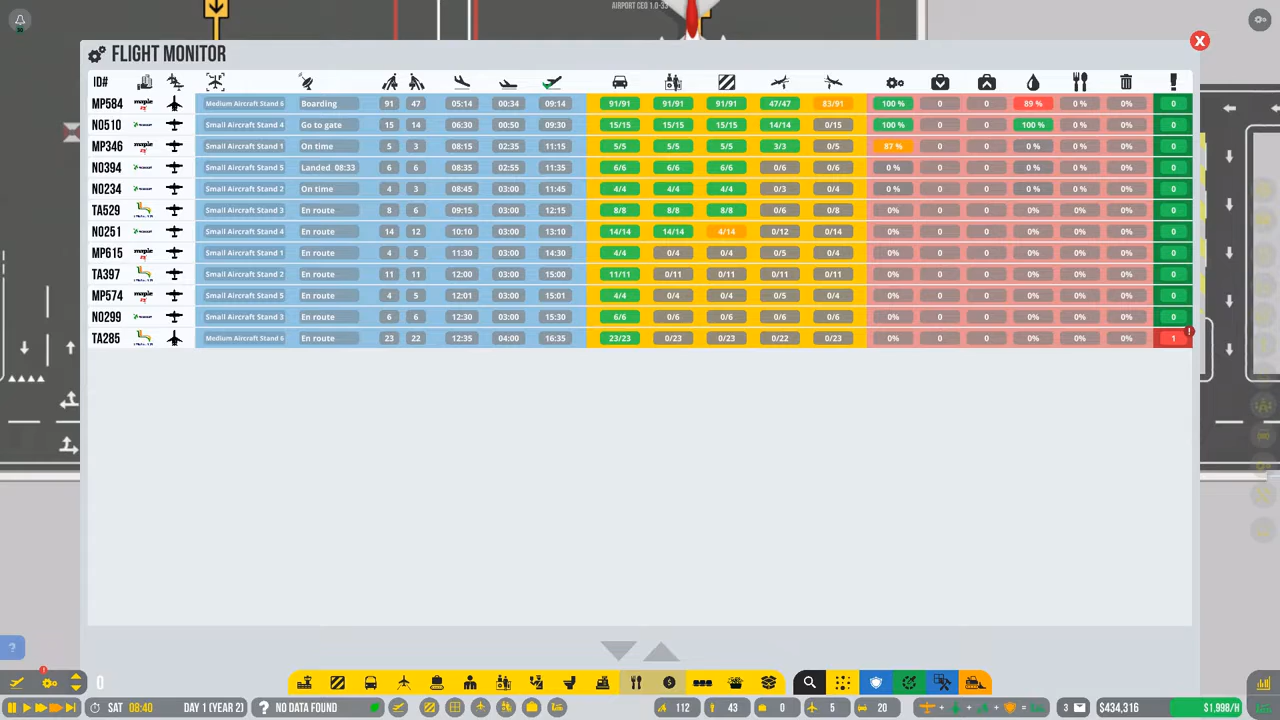 AIRPORT CEO 1.0-33
50
FLIGHT MONITOR
ID#
MP584 maple Medium Aircraft Stand 6 Boarding 91 47 05:14 00:34 09:14 91/91 91/91 91/91 47/47 83/91 100 % 0 0 89 % 0 % 0% 0
NO510 Small Aircraft Stand 4 Go to gate 15 14 06:30 00:50 09:30 15/15 15/15 15/15 14/14 0/15 100 % 0 0 100 % 0 % 0% 0
MP346 maple Small Aircraft Stand 1 On time 5 3 08:15 02:35 11:15 5/5 5/5 5/5 3/3 0/5 87 % 0 0 0 % 0 % 0% 0
NO394 Small Aircraft Stand 5 Landed 08:33 6 6 08:35 02:55 11:35 6/6 6/6 6/6 0/6 0/6 0 % 0 0 0 % 0 % 0% 0
NO234 Small Aircraft Stand 2 On time 4 3 08:45 03:00 11:45 4/4 4/4 4/4 0/3 0/4 0 % 0 0 0 % 0 % 0% 0
TA529 Small Aircraft Stand 3 En route 8 6 09:15 03:00 12:15 8/8 8/8 8/8 0/6 0/8 0% 0 0 0% 0% 0% 0
NO251 Small Aircraft Stand 4 En route 14 12 10:10 03:00 13:10 14/14 14/14 4/14 0/12 0/14 0% 0 0 0% 0% 0% 0
MP615 maple Small Aircraft Stand 1 En route 4 5 11:30 03:00 14:30 4/4 0/4 0/4 0/5 0/4 0% 0 0 0% 0% 0% 0
TA397 Small Aircraft Stand 2 En route 11 11 12:00 03:00 15:00 11/11 0/11 0/11 0/11 0/11 0% 0 0 0% 0% 0% 0
MP574 maple Small Aircraft Stand 5 En route 4 5 12:01 03:00 15:01 4/4 0/4 0/4 0/5 0/4 0% 0 0 0% 0% 0% 0
NO299 Small Aircraft Stand 3 En route 6 6 12:30 03:00 15:30 6/6 0/6 0/6 0/6 0/6 0% 0 0 0% 0% 0% 0
TA285 Medium Aircraft Stand 6 En route 23 22 12:35 04:00 16:35 23/23 0/23 0/23 0/22 0/23 0% 0 0 0% 0% 0% 1
?
0
SAT 08:40 DAY 1 (YEAR 2) ? NO DATA FOUND 112 43 0 5 20 3 $434,316 $1,998/H